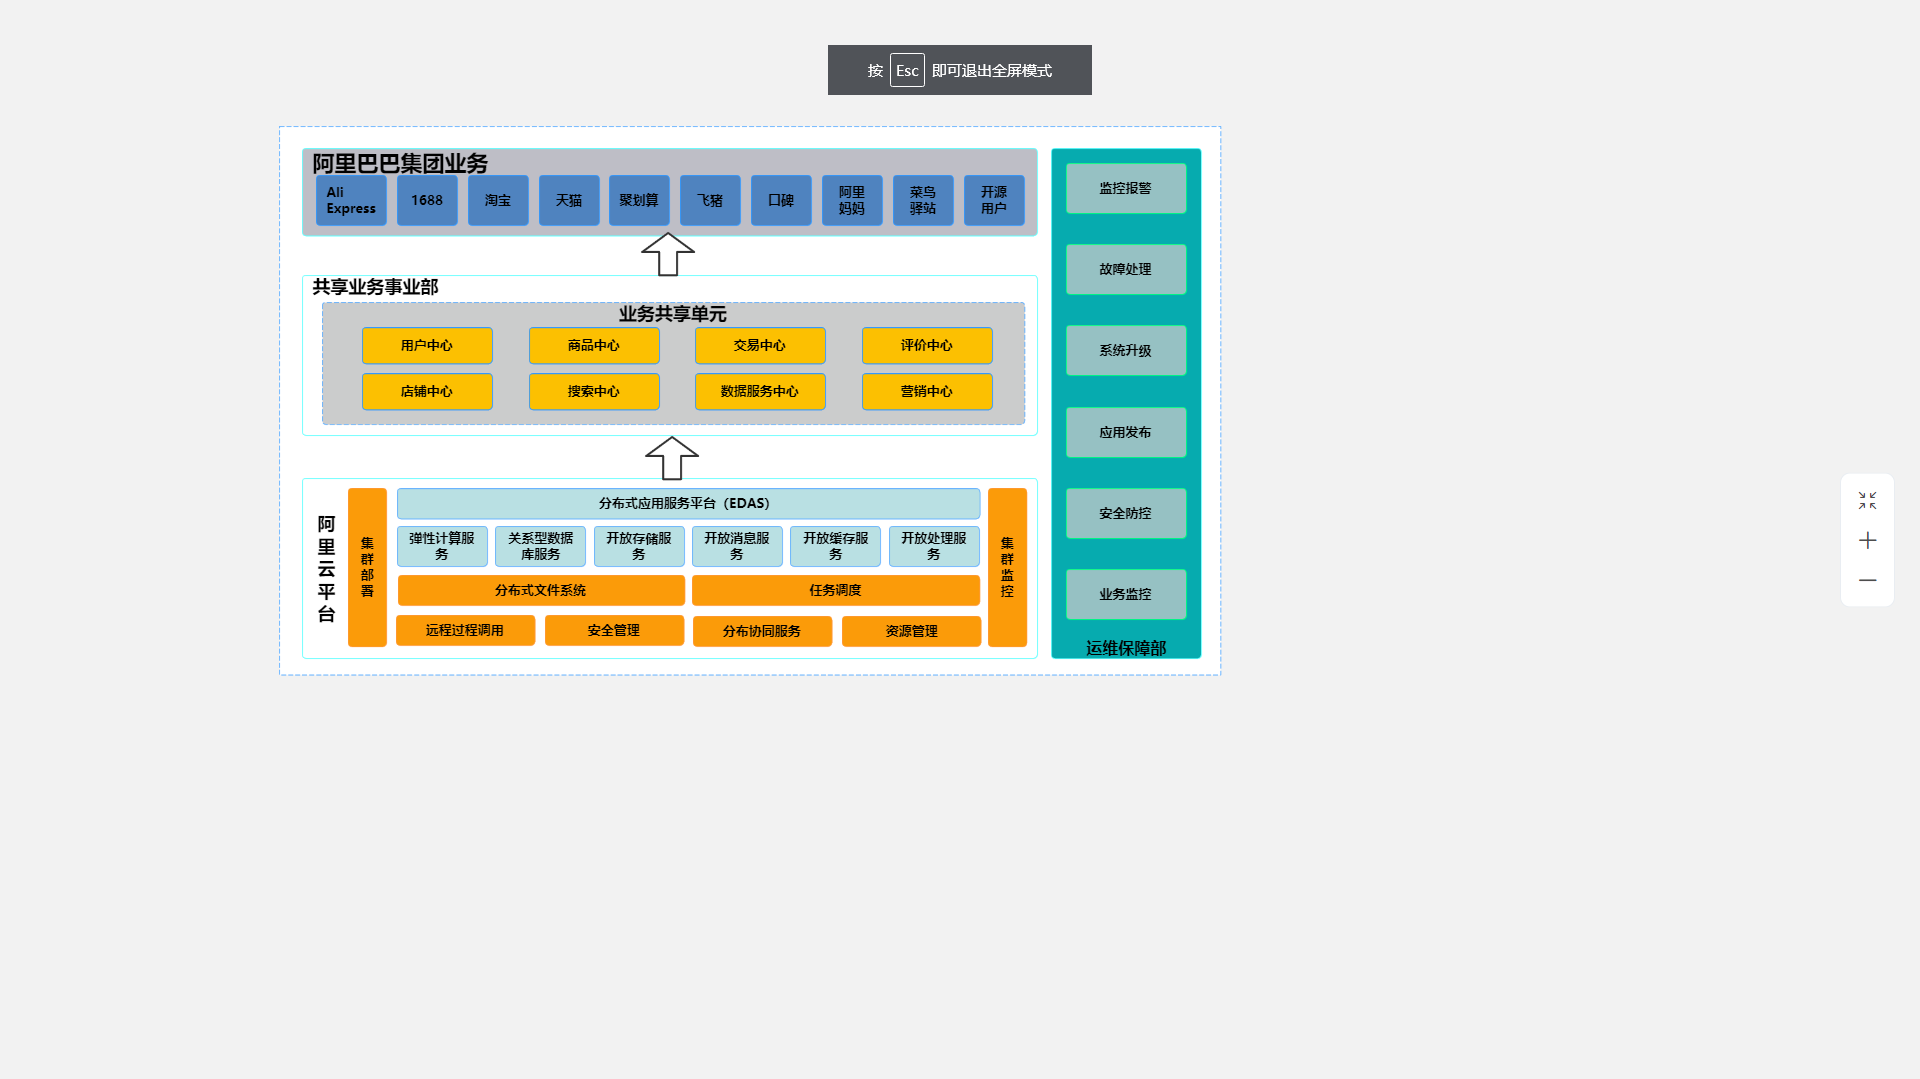 按 Esc 即可退出全屏模式
阿里巴巴集团业务
Ali
Express
1688
淘宝
天猫
聚划算
飞猪
口碑
阿里
妈妈
菜鸟
驿站
开源
用户
共享业务事业部
业务共享单元
用户中心
商品中心
交易中心
评价中心
店铺中心
搜索中心
数据服务中心
营销中心
阿
里
云
平
台
集
群
部
署
分布式应用服务平台（EDAS）
弹性计算服
务
关系型数据
库服务
开放存储服
务
开放消息服
务
开放缓存服
务
开放处理服
务
分布式文件系统
任务调度
远程过程调用
安全管理
分布协同服务
资源管理
集
群
监
控
监控报警
故障处理
系统升级
应用发布
安全防控
业务监控
运维保障部